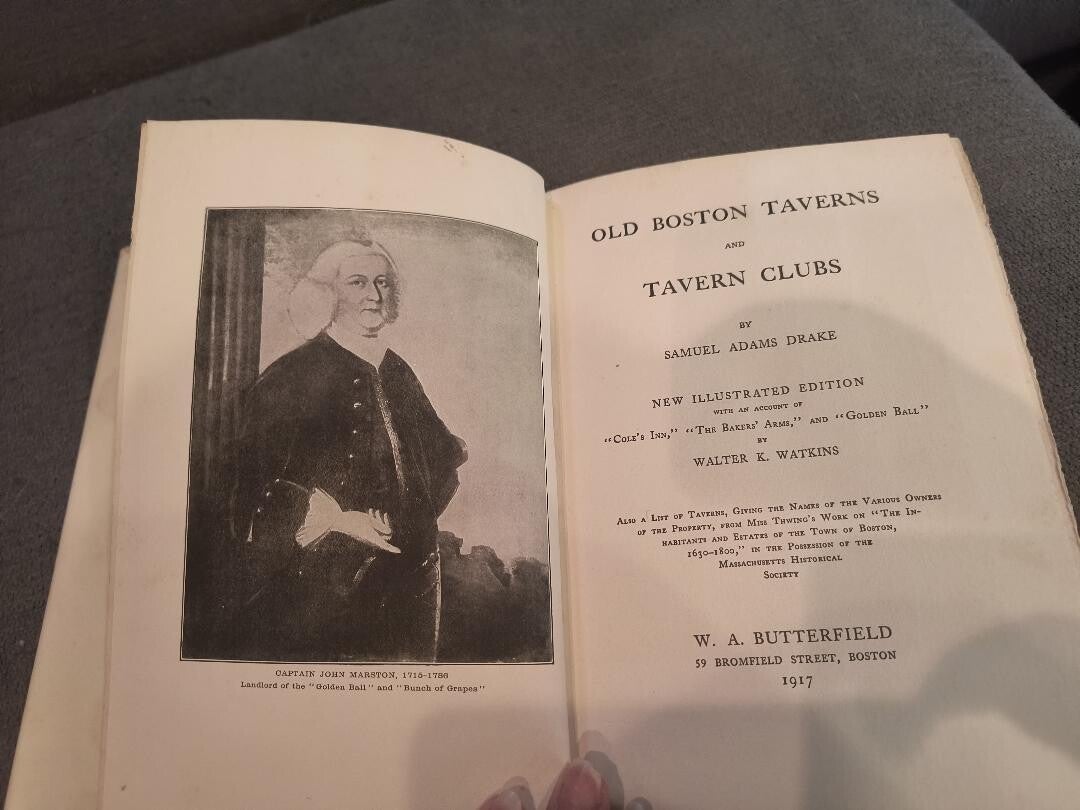 CAPTAIN JOHN MARSTON, 1715-1786
Landlord of the "Golden Ball" and "Bunch of Grapes"
OLD BOSTON TAVERNS
AND
TAVERN CLUBS
BY
SAMUEL ADAMS DRAKE
NEW ILLUSTRATED EDITION
WITH AN ACCOUNT OF
"COLE'S INN," "THE BAKERS' ARMS," AND "GOLDEN BALL"
BY
WALTER K. WATKINS
ALSO A LIST OF TAVERNS, GIVING THE NAMES OF THE VARIOUS OWNERS
OF THE PROPERTY, FROM MISS THWING'S WORK ON "THE IN-
HABITANTS AND ESTATES OF THE TOWN OF BOSTON,
1630–1800," IN THE POSSESSION OF THE
MASSACHUSETTS HISTORICAL
SOCIETY
W. A. BUTTERFIELD
59 BROMFIELD STREET, BOSTON
1917